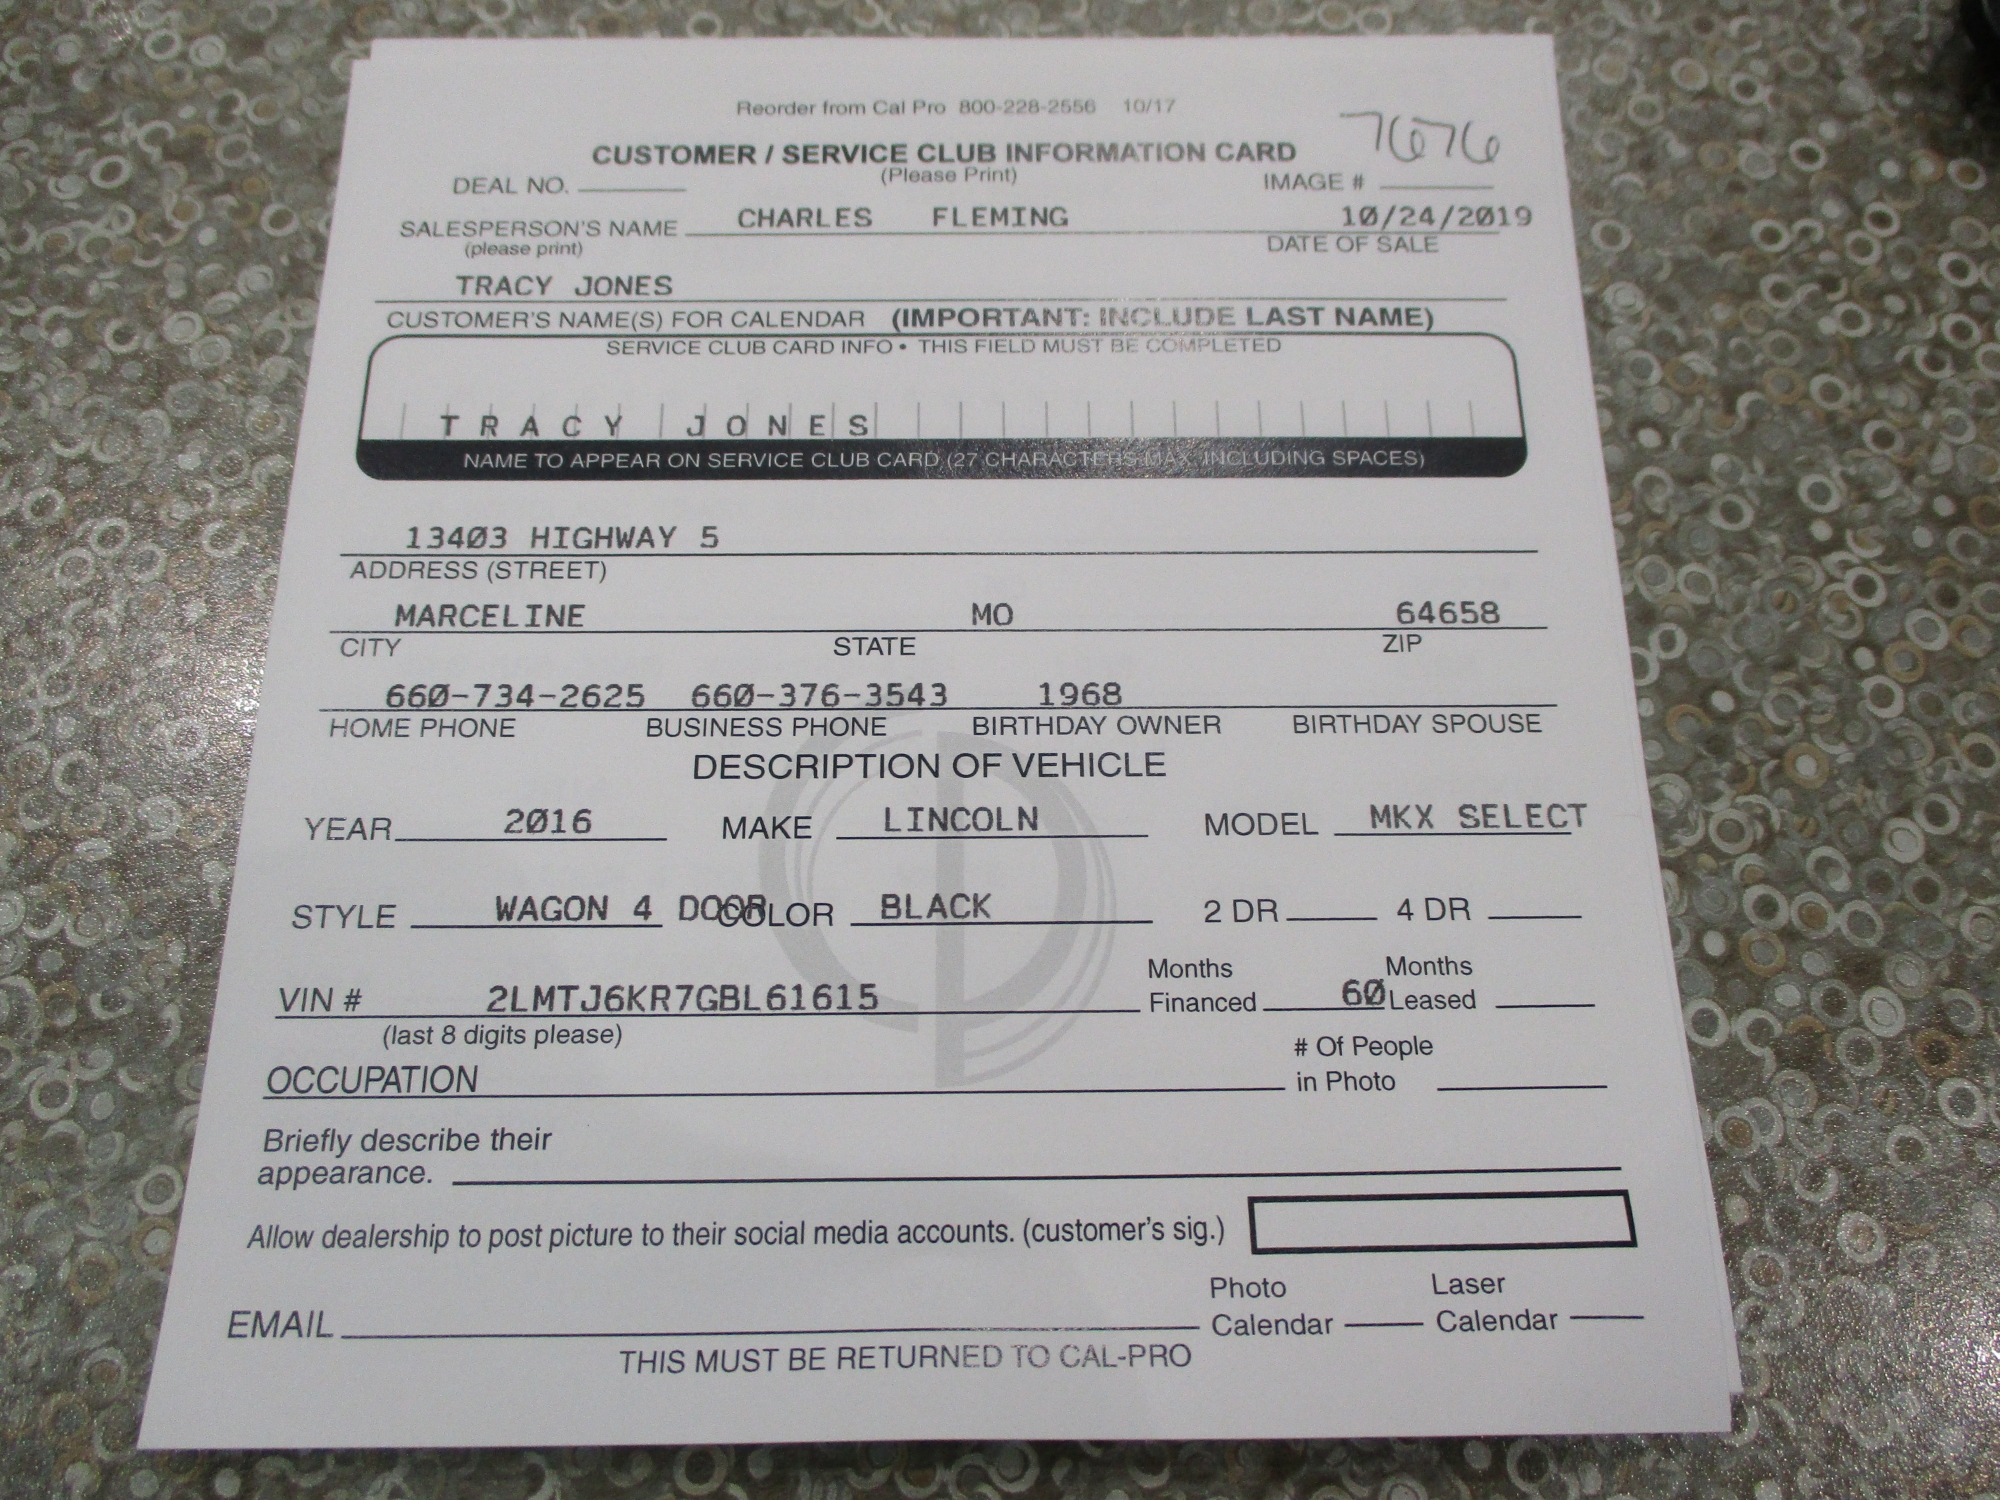 Reorder from Cal Pro 800-228-2556 10/17
7676
CUSTOMER / SERVICE CLUB INFORMATION CARD
(Please Print)
DEAL NO. IMAGE #
SALESPERSON'S NAME CHARLES FLEMING 10/24/2019
(please print) DATE OF SALE
TRACY JONES
CUSTOMER'S NAME(S) FOR CALENDAR (IMPORTANT: INCLUDE LAST NAME)
SERVICE CLUB CARD INFO • THIS FIELD MUST BE COMPLETED
TRACY JONES
NAME TO APPEAR ON SERVICE CLUB CARD (27 CHARACTERS MAX, INCLUDING SPACES)
13403 HIGHWAY 5
ADDRESS (STREET)
MARCELINE MO 64658
CITY STATE ZIP
660-734-2625 660-376-3543 1968
HOME PHONE BUSINESS PHONE BIRTHDAY OWNER BIRTHDAY SPOUSE
DESCRIPTION OF VEHICLE
YEAR 2016 MAKE LINCOLN MODEL MKX SELECT
STYLE WAGON 4 DOOR COLOR BLACK 2 DR 4 DR
VIN # 2LMTJ6KR7GBL61615 Months Financed 60 Months Leased
(last 8 digits please)
OCCUPATION # Of People in Photo
Briefly describe their
appearance.
Allow dealership to post picture to their social media accounts. (customer's sig.)
EMAIL Photo Calendar Laser Calendar
THIS MUST BE RETURNED TO CAL-PRO